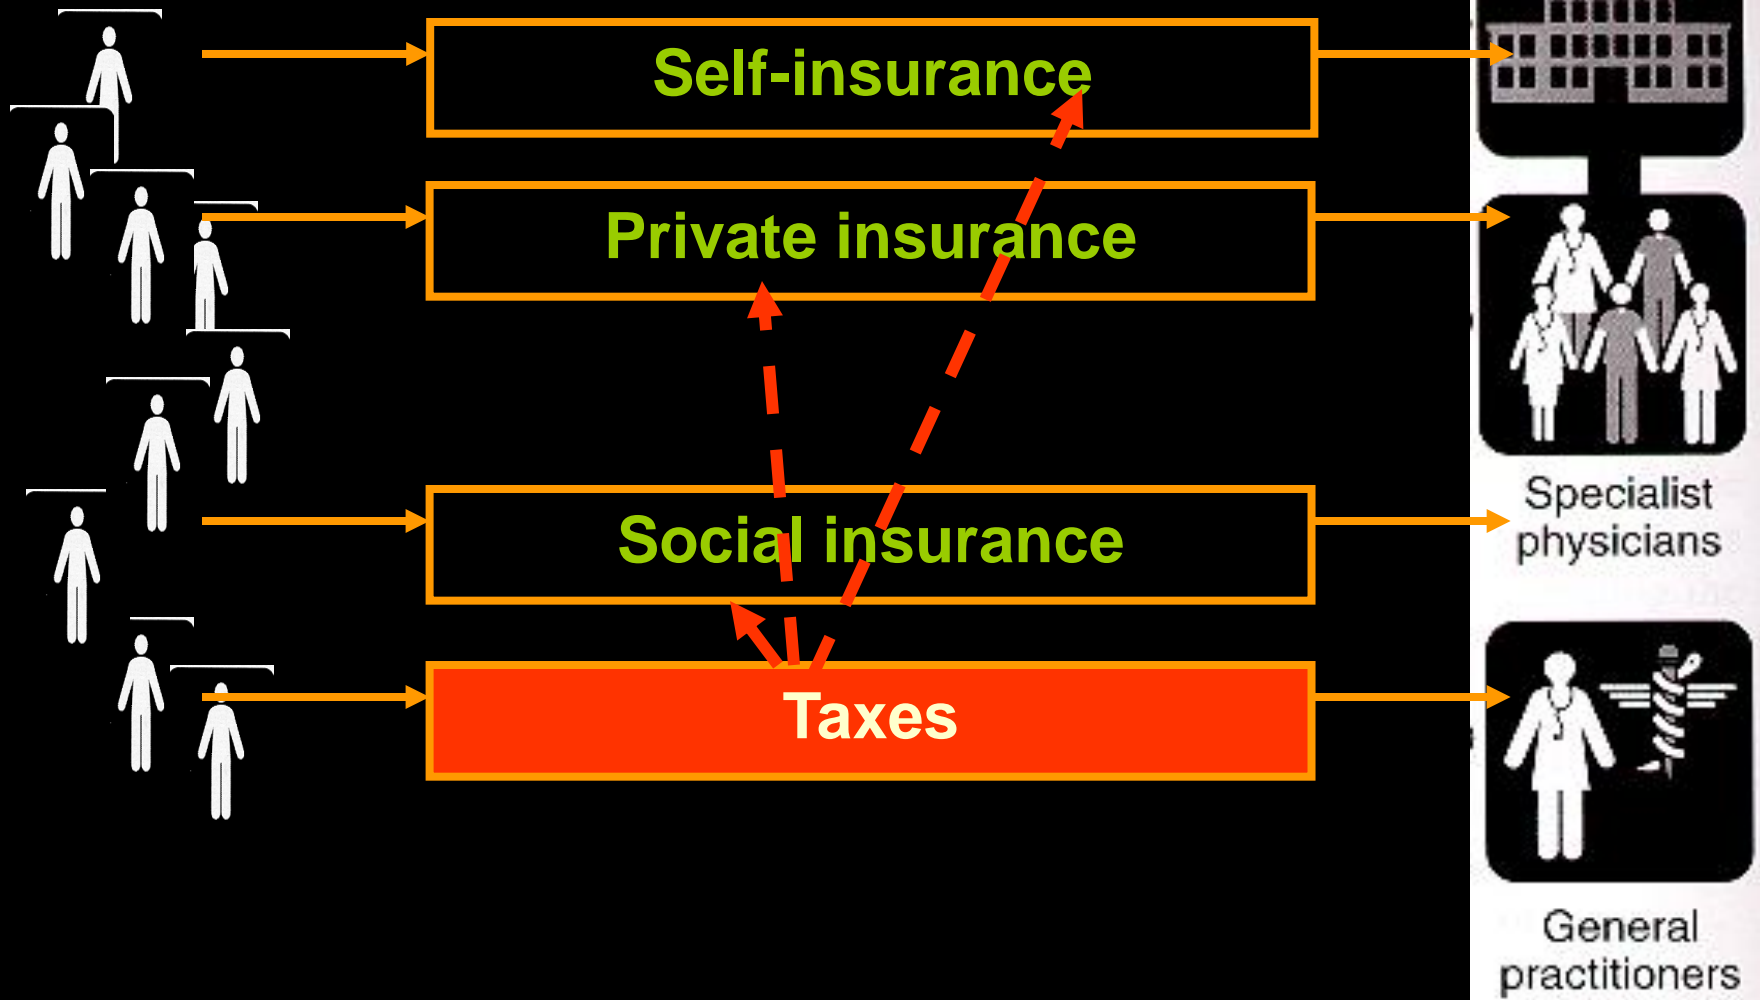 Self-insurance
Private insurance
Social insurance
Taxes
Specialist
physicians
General
practitioners